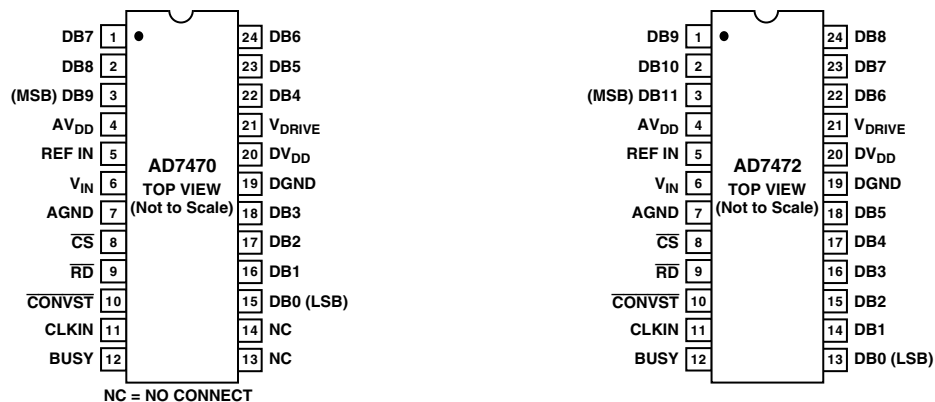 DB7 1 24 DB6
DB8 2 23 DB5
(MSB) DB9 3 22 DB4
AVDD 4 21 VDRIVE
REF IN 5 20 DVDD
VIN 6 19 DGND
AGND 7 18 DB3
CS 8 17 DB2
RD 9 16 DB1
CONVST 10 15 DB0 (LSB)
CLKIN 11 14 NC
BUSY 12 13 NC
AD7470
TOP VIEW
(Not to Scale)
NC = NO CONNECT
DB9 1 24 DB8
DB10 2 23 DB7
(MSB) DB11 3 22 DB6
AVDD 4 21 VDRIVE
REF IN 5 20 DVDD
VIN 6 19 DGND
AGND 7 18 DB5
CS 8 17 DB4
RD 9 16 DB3
CONVST 10 15 DB2
CLKIN 11 14 DB1
BUSY 12 13 DB0 (LSB)
AD7472
TOP VIEW
(Not to Scale)